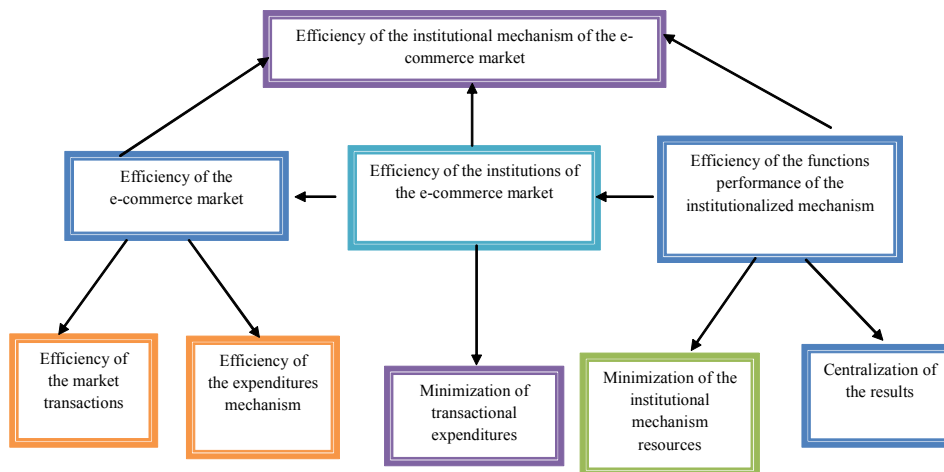 Efficiency of the institutional mechanism of the e-
commerce market
Efficiency of the
e-commerce market
Efficiency of the institutions of
the e-commerce market
Efficiency of the functions
performance of the
institutionalized mechanism
Efficiency of
the market
transactions
Efficiency of
the expenditures
mechanism
Minimization of
transactional
expenditures
Minimization of the
institutional
mechanism
resources
Centralization of
the results